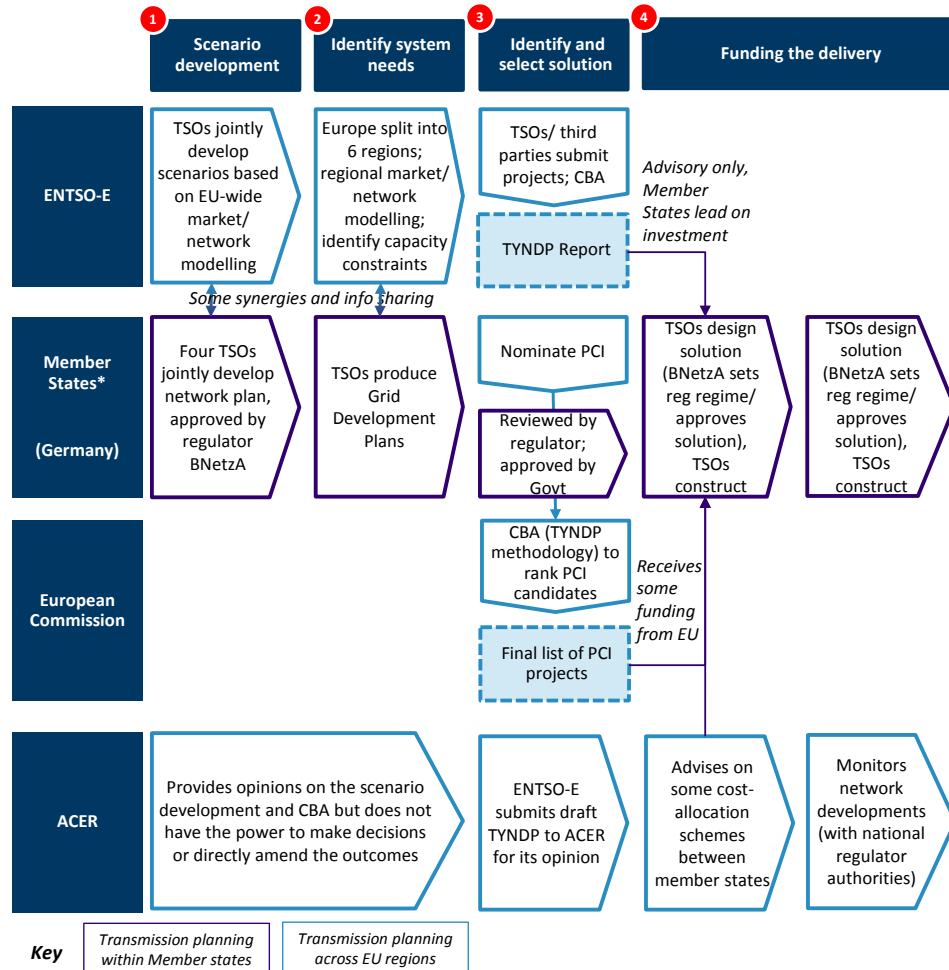 1
Scenario
development
2
Identify system
needs
3
Identify and
select solution
4
Funding the delivery
ENTSO-E
TSOs jointly
develop
scenarios based
on EU-wide
market/
network
modelling
Europe split into
6 regions;
regional market/
network
modelling;
identify capacity
constraints
TSOs/ third
parties submit
projects; CBA
TYNDP Report
Advisory only,
Member
States lead on
investment
Some synergies and info sharing
Member
States*
(Germany)
Four TSOs
jointly develop
network plan,
approved by
regulator
BNetzA
TSOs produce
Grid
Development
Plans
Nominate PCI
Reviewed by
regulator;
approved by
Govt
TSOs design
solution
(BNetzA sets
reg regime/
approves
solution),
TSOs
construct
TSOs design
solution
(BNetzA sets
reg regime/
approves
solution),
TSOs
construct
European
Commission
CBA (TYNDP
methodology) to
rank PCI
candidates
Final list of PCI
projects
Receives
some
funding
from EU
ACER
Provides opinions on the scenario
development and CBA but does not
have the power to make decisions
or directly amend the outcomes
ENTSO-E
submits draft
TYNDP to ACER
for its opinion
Advises on
some cost-
allocation
schemes
between
member states
Monitors
network
developments
(with national
regulator
authorities)
Key
Transmission planning
within Member states
Transmission planning
across EU regions